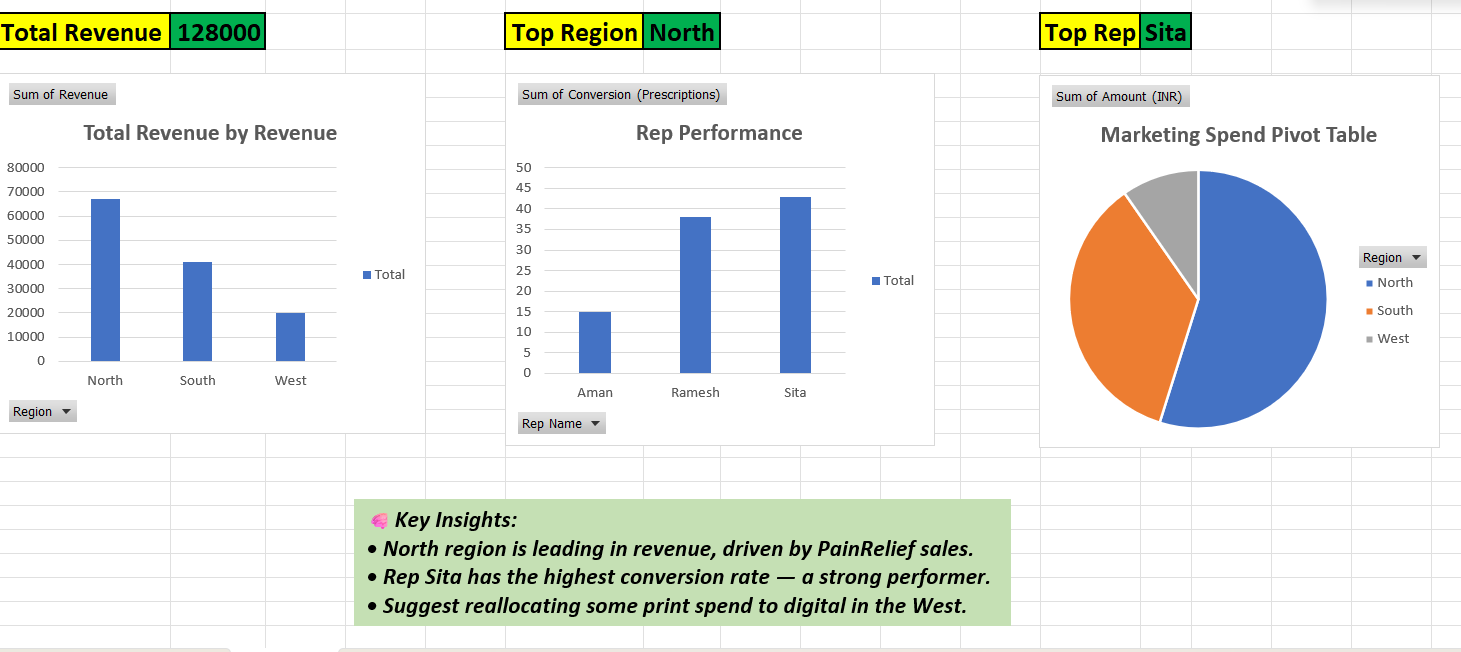 Total Revenue 128000
Top Region North
Top Rep Sita
Sum of Revenue
Total Revenue by Revenue
80000
70000
60000
50000
40000
30000
20000
10000
0
North South West
Total
Region
Sum of Conversion (Prescriptions)
Rep Performance
50
45
40
35
30
25
20
15
10
5
0
Aman Ramesh Sita
Total
Rep Name
Sum of Amount (INR)
Marketing Spend Pivot Table
Region
North
South
West
Key Insights:
• North region is leading in revenue, driven by PainRelief sales.
• Rep Sita has the highest conversion rate — a strong performer.
• Suggest reallocating some print spend to digital in the West.